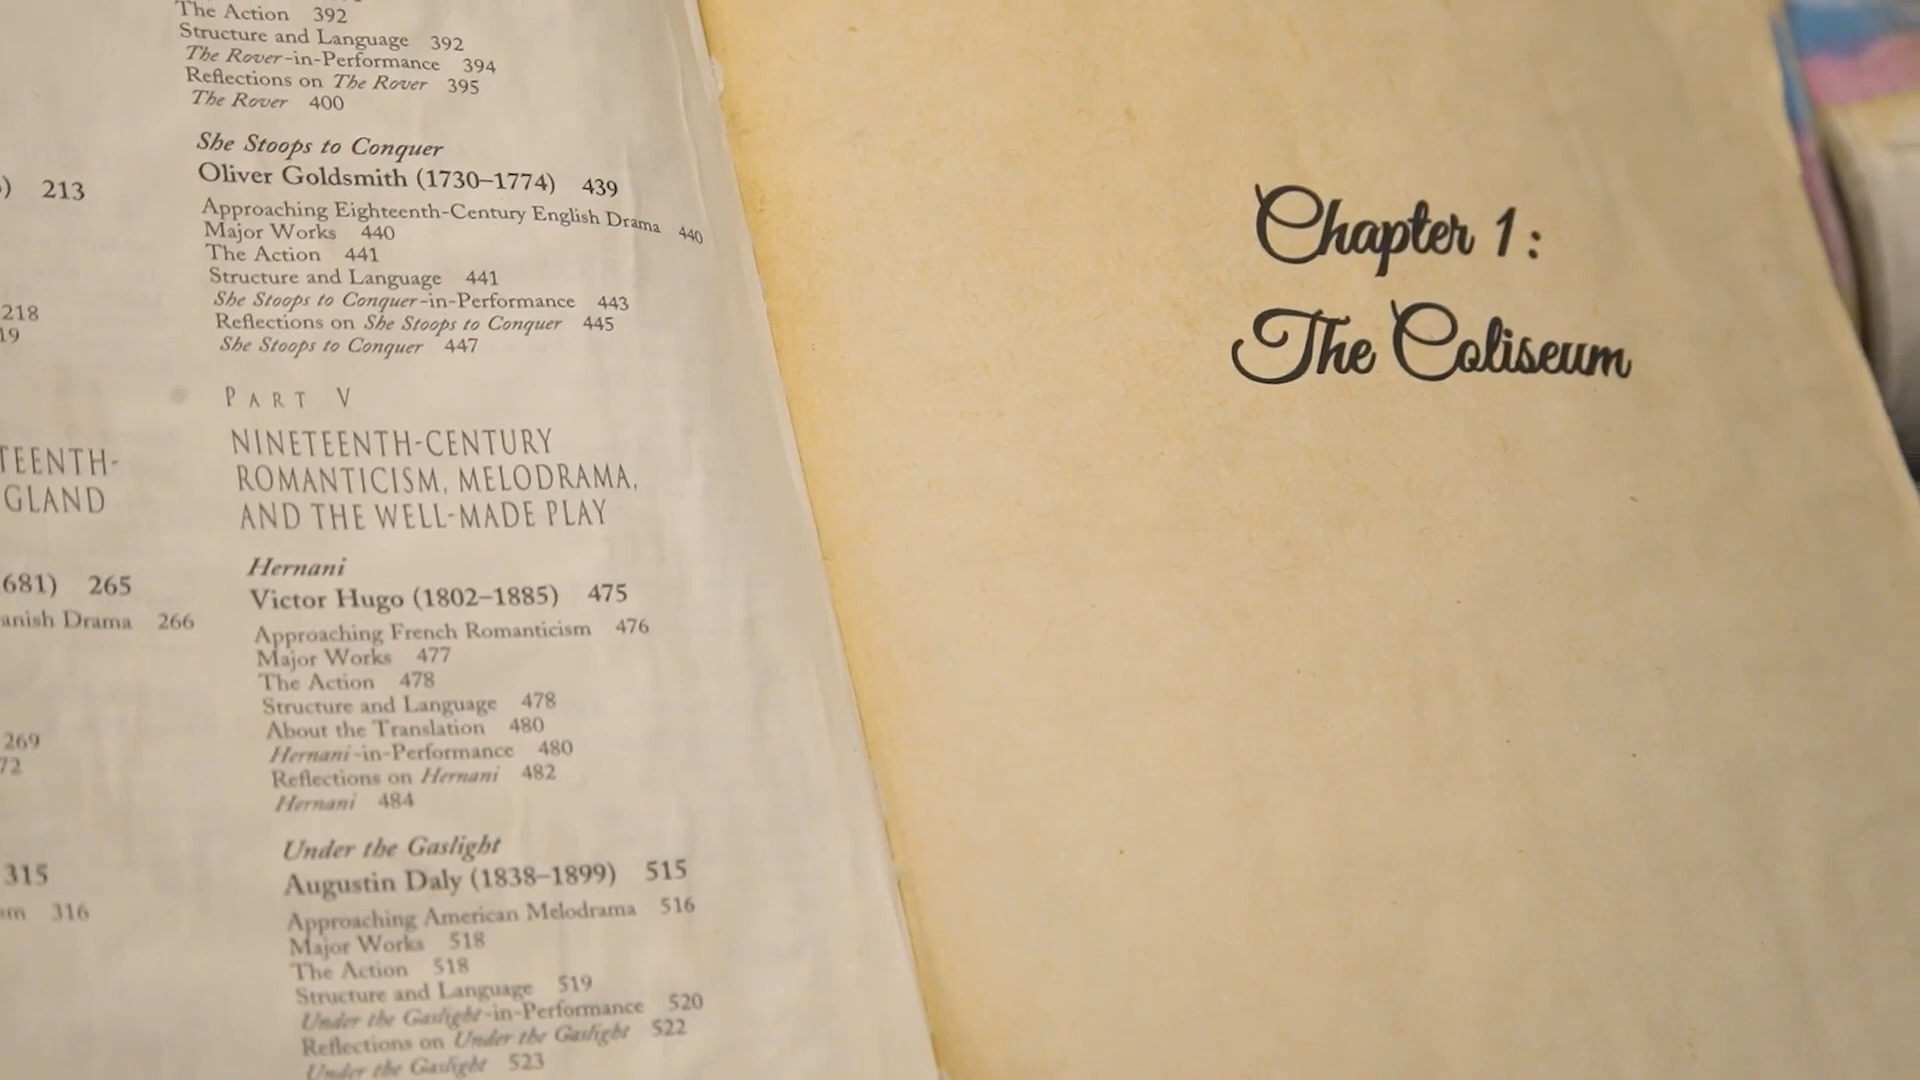 The Action 392
Structure and Language 392
The Rover-in-Performance 394
Reflections on The Rover 395
The Rover 400
She Stoops to Conquer
Oliver Goldsmith (1730–1774) 439
Approaching Eighteenth-Century English Drama 440
Major Works 440
The Action 441
Structure and Language 441
She Stoops to Conquer-in-Performance 443
Reflections on She Stoops to Conquer 445
She Stoops to Conquer 447
PART V
NINETEENTH-CENTURY
ROMANTICISM, MELODRAMA,
AND THE WELL-MADE PLAY
Hernani
Victor Hugo (1802–1885) 475
Approaching French Romanticism 476
Major Works 477
The Action 478
Structure and Language 478
About the Translation 480
Hernani-in-Performance 480
Reflections on Hernani 482
Hernani 484
Under the Gaslight
Augustin Daly (1838–1899) 515
Approaching American Melodrama 516
Major Works 518
The Action 518
Structure and Language 519
Under the Gaslight-in-Performance 520
Reflections on Under the Gaslight 522
Under the Gaslight 523
) 213
218
19
TEENTH-
GLAND
681) 265
anish Drama 266
269
72
315
sm 316
Chapter 1:
The Coliseum